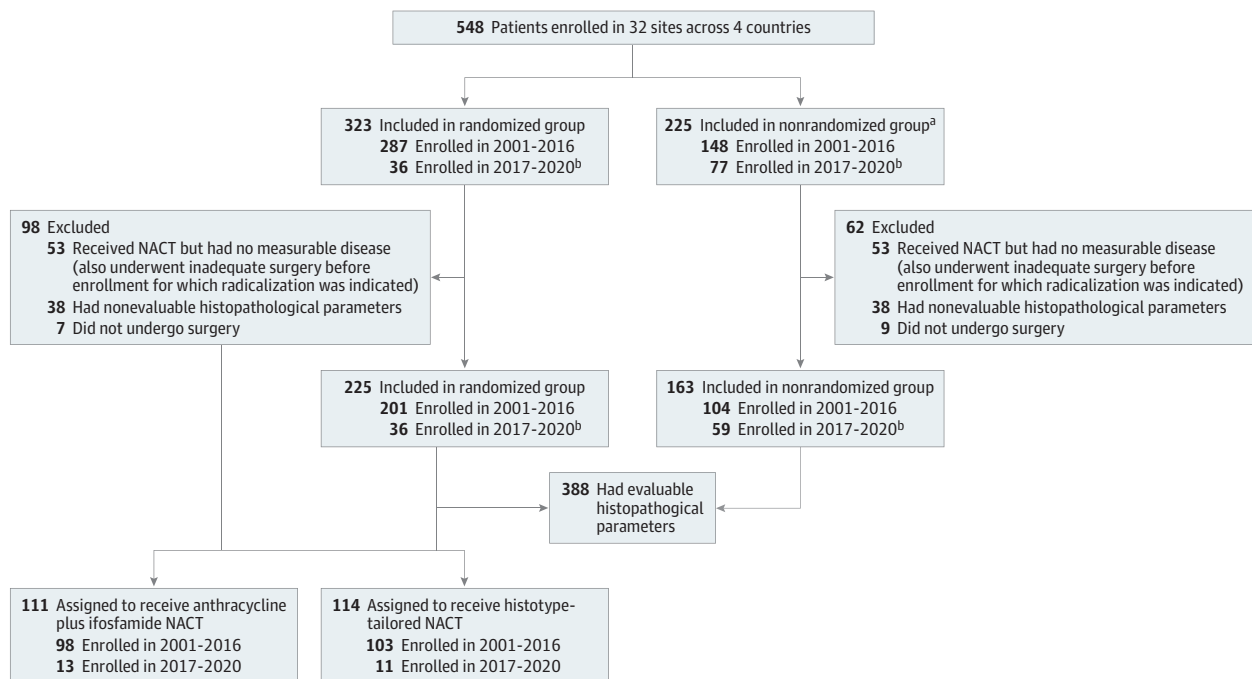 548 Patients enrolled in 32 sites across 4 countries
323 Included in randomized group
287 Enrolled in 2001-2016
36 Enrolled in 2017-2020b
225 Included in nonrandomized groupa
148 Enrolled in 2001-2016
77 Enrolled in 2017-2020b
98 Excluded
53 Received NACT but had no measurable disease
(also underwent inadequate surgery before
enrollment for which radicalization was indicated)
38 Had nonevaluable histopathological parameters
7 Did not undergo surgery
62 Excluded
53 Received NACT but had no measurable disease
(also underwent inadequate surgery before
enrollment for which radicalization was indicated)
38 Had nonevaluable histopathological parameters
9 Did not undergo surgery
225 Included in randomized group
201 Enrolled in 2001-2016
36 Enrolled in 2017-2020b
163 Included in nonrandomized group
104 Enrolled in 2001-2016
59 Enrolled in 2017-2020b
388 Had evaluable
histopathogical
parameters
111 Assigned to receive anthracycline
plus ifosfamide NACT
98 Enrolled in 2001-2016
13 Enrolled in 2017-2020
114 Assigned to receive histotype-
tailored NACT
103 Enrolled in 2001-2016
11 Enrolled in 2017-2020